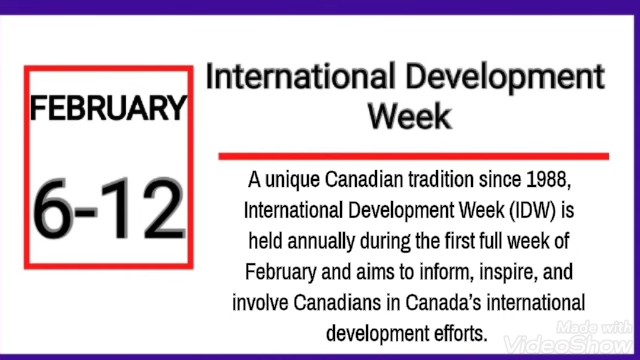 FEBRUARY
6-12
International Development
Week
A unique Canadian tradition since 1988,
International Development Week (IDW) is
held annually during the first full week of
February and aims to inform, inspire, and
involve Canadians in Canada's international
development efforts.
Made with
VideoShow